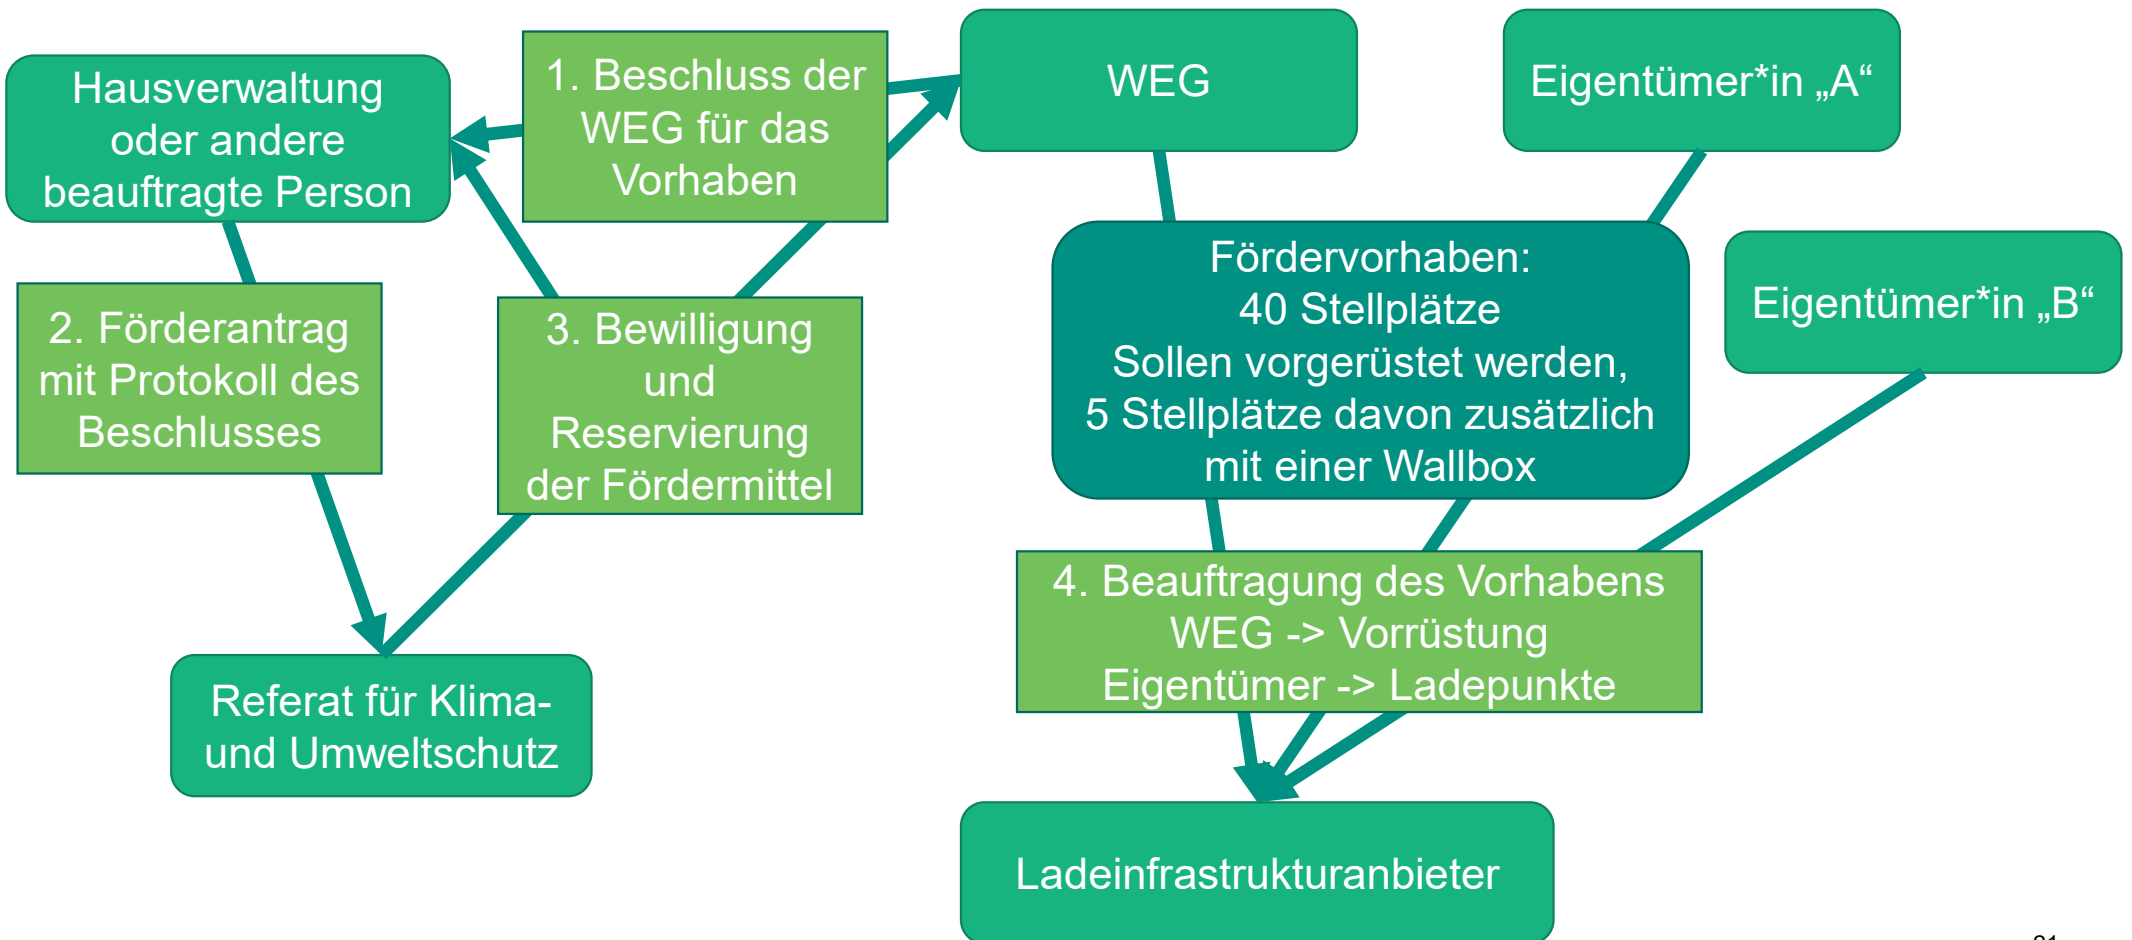 Hausverwaltung
oder andere
beauftragte Person
1. Beschluss der
WEG für das
Vorhaben
WEG
Eigentümer*in „A“
Eigentümer*in „B“
2. Förderantrag
mit Protokoll des
Beschlusses
3. Bewilligung
und
Reservierung
der Fördermittel
Fördervorhaben:
40 Stellplätze
Sollen vorgerüstet werden,
5 Stellplätze davon zusätzlich
mit einer Wallbox
4. Beauftragung des Vorhabens
WEG -> Vorrüstung
Eigentümer -> Ladepunkte
Referat für Klima-
und Umweltschutz
Ladeinfrastrukturanbieter